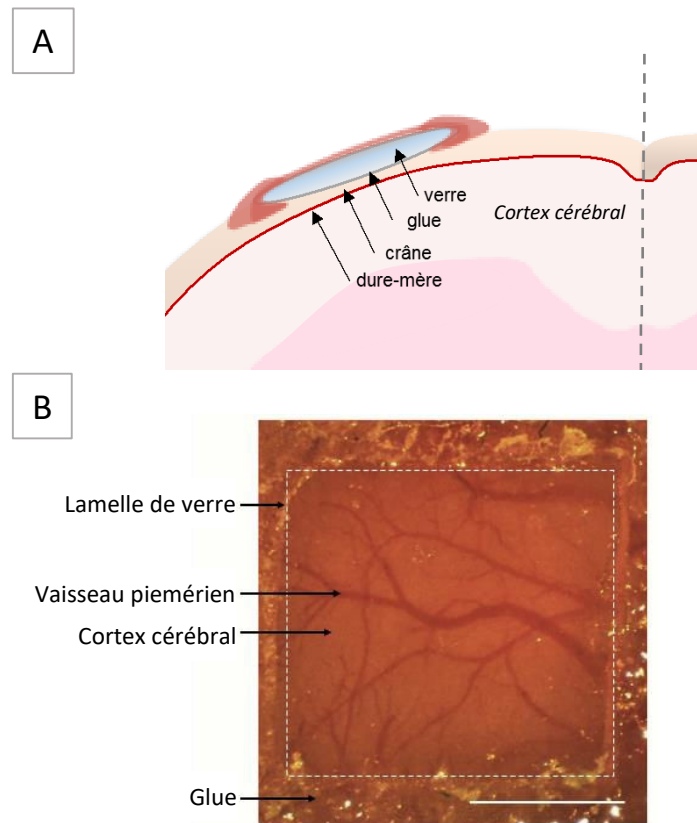 A
verre
glue
Cortex cérébral
crâne
dure-mère
B
Lamelle de verre
Vaisseau piemérien
Cortex cérébral
Glue